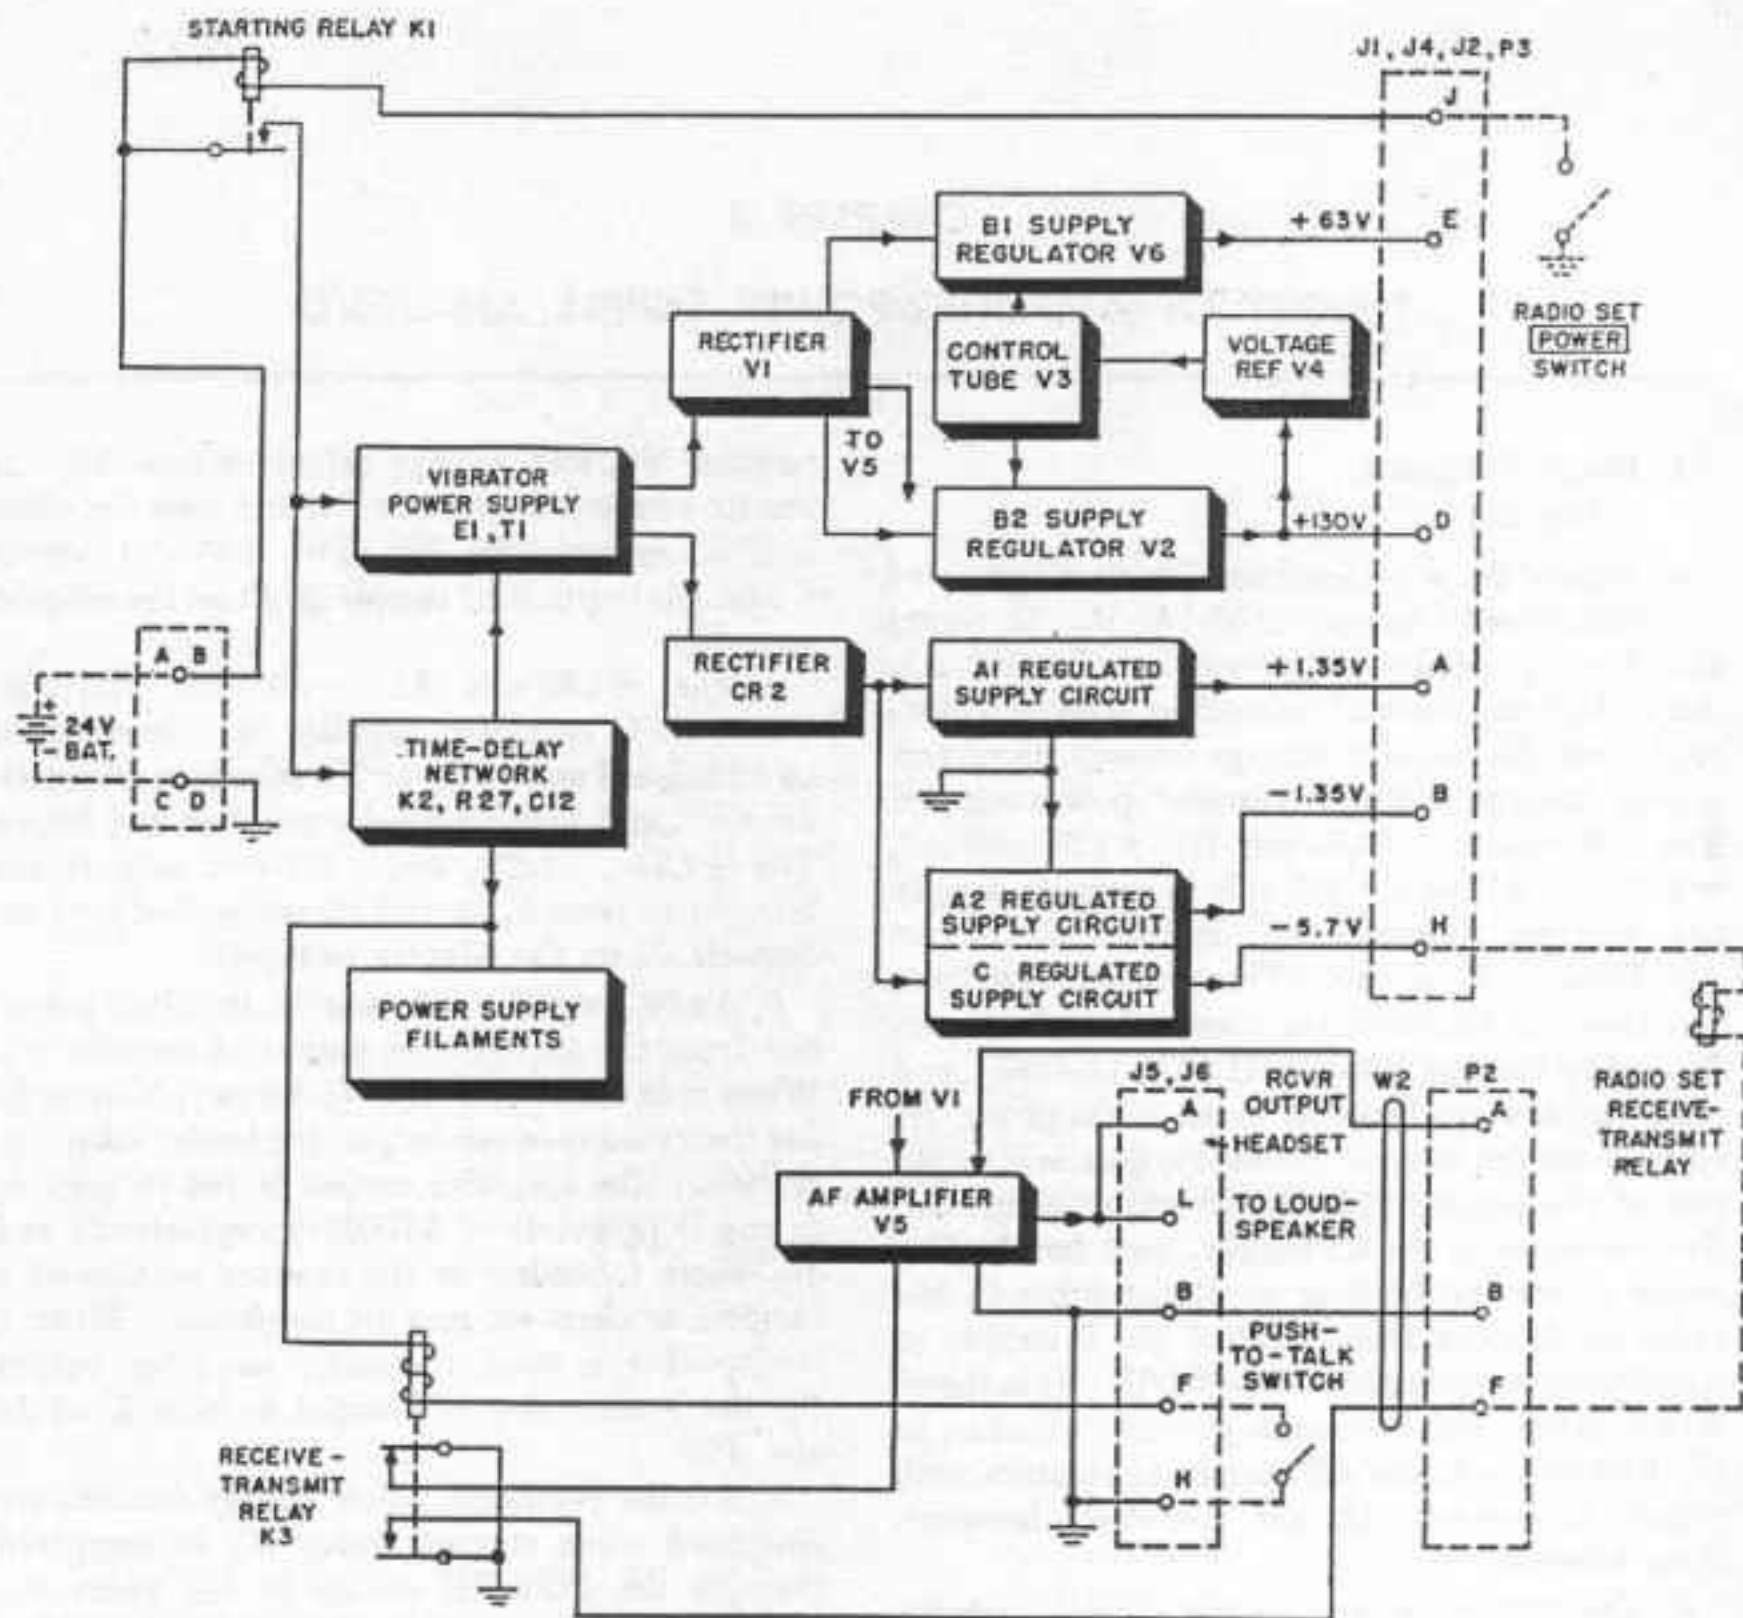 STARTING RELAY K1
J1, J4, J2, P3
J
B1 SUPPLY
REGULATOR V6
+63V
E
RADIO SET
POWER
SWITCH
RECTIFIER
V1
CONTROL
TUBE V3
VOLTAGE
REF V4
TO
V5
VIBRATOR
POWER SUPPLY
E1, T1
B2 SUPPLY
REGULATOR V2
+130V
D
A B
+
24V
- BAT.
C D
RECTIFIER
CR2
A1 REGULATED
SUPPLY CIRCUIT
+1.35V
A
TIME-DELAY
NETWORK
K2, R27, C12
-1.35V
B
A2 REGULATED
SUPPLY CIRCUIT
C REGULATED
SUPPLY CIRCUIT
-5.7V
H
POWER SUPPLY
FILAMENTS
FROM V1
J5, J6
RCVR
OUTPUT
W2
P2
RADIO SET
RECEIVE-
TRANSMIT
RELAY
A
HEADSET
A
AF AMPLIFIER
V5
L
TO LOUD-
SPEAKER
B
B
PUSH-
TO-TALK
SWITCH
F
F
H
RECEIVE-
TRANSMIT
RELAY
K3